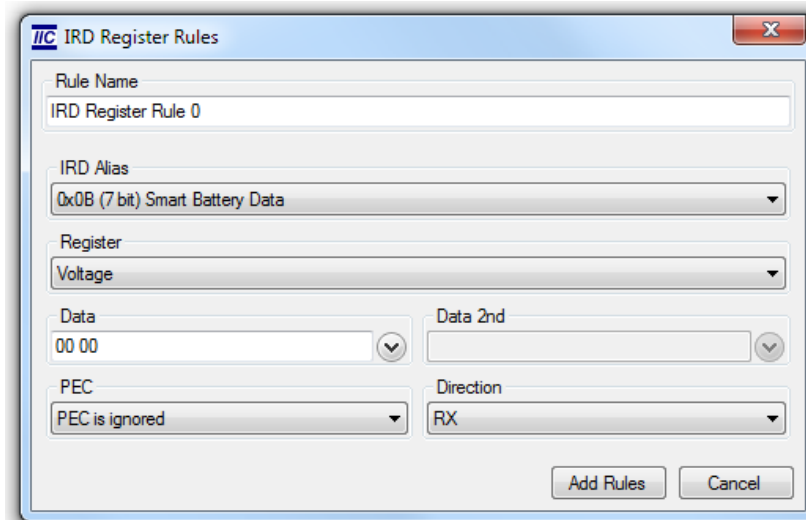 IIC IRD Register Rules
Rule Name
IRD Register Rule 0
IRD Alias
0x0B (7 bit) Smart Battery Data
Register
Voltage
Data Data 2nd
00 00
PEC Direction
PEC is ignored RX
Add Rules Cancel